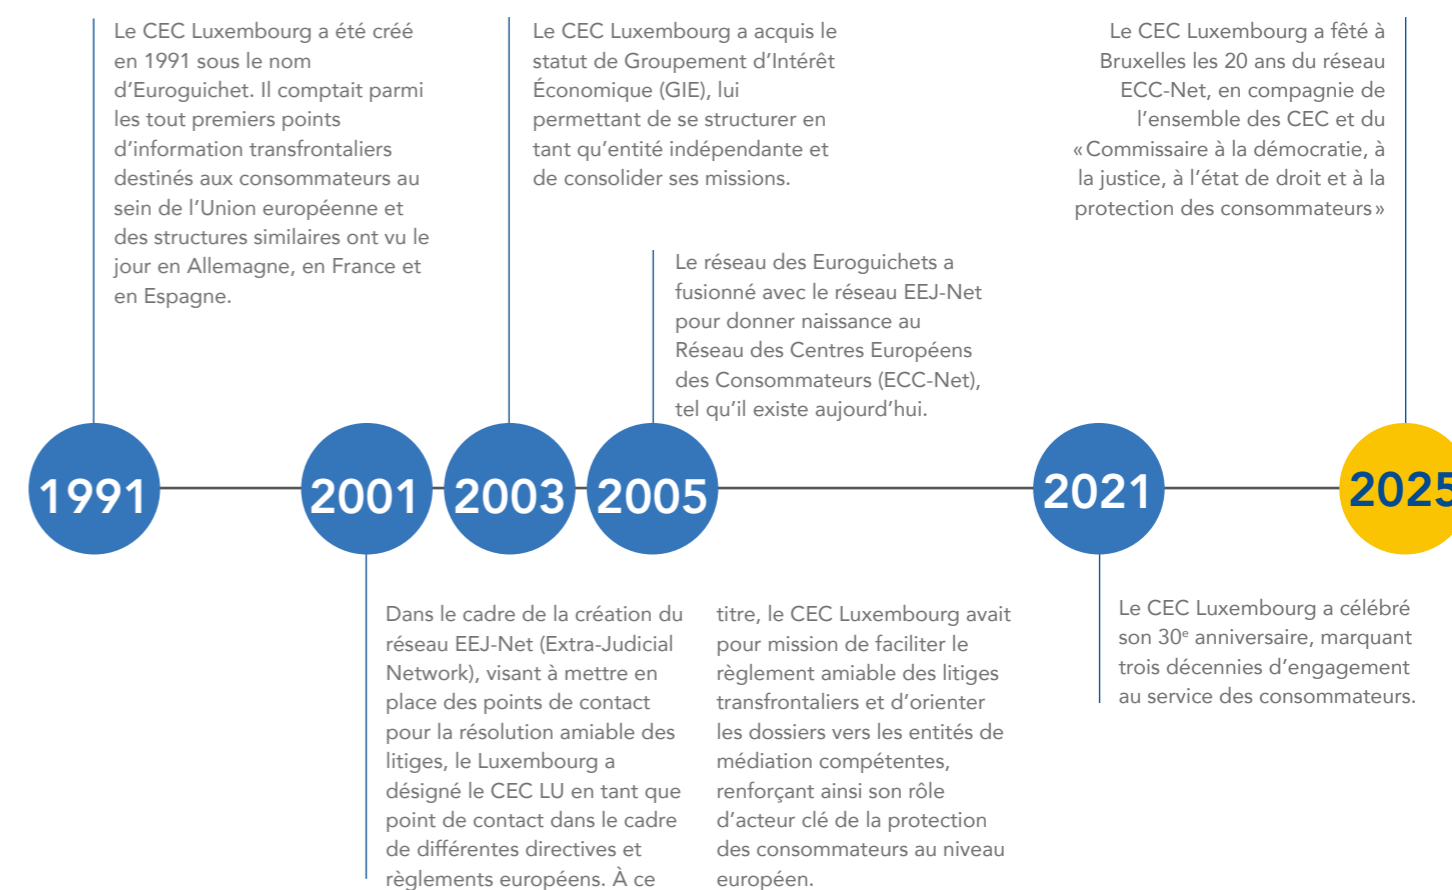 Le CEC Luxembourg a été créé
en 1991 sous le nom
d’Euroguichet. Il comptait parmi
les tout premiers points
d’information transfrontaliers
destinés aux consommateurs au
sein de l’Union européenne et
des structures similaires ont vu le
jour en Allemagne, en France et
en Espagne.
Le CEC Luxembourg a acquis le
statut de Groupement d’Intérêt
Économique (GIE), lui
permettant de se structurer en
tant qu’entité indépendante et
de consolider ses missions.
Le réseau des Euroguichets a
fusionné avec le réseau EEJ-Net
pour donner naissance au
Réseau des Centres Européens
des Consommateurs (ECC-Net),
tel qu’il existe aujourd’hui.
Le CEC Luxembourg a fêté à
Bruxelles les 20 ans du réseau
ECC-Net, en compagnie de
l’ensemble des CEC et du
«Commissaire à la démocratie, à
la justice, à l’état de droit et à la
protection des consommateurs»
1991
2001
2003
2005
2021
2025
Dans le cadre de la création du
réseau EEJ-Net (Extra-Judicial
Network), visant à mettre en
place des points de contact
pour la résolution amiable des
litiges, le Luxembourg a
désigné le CEC LU en tant que
point de contact dans le cadre
de différentes directives et
règlements européens. À ce
titre, le CEC Luxembourg avait
pour mission de faciliter le
règlement amiable des litiges
transfrontaliers et d’orienter
les dossiers vers les entités de
médiation compétentes,
renforçant ainsi son rôle
d’acteur clé de la protection
des consommateurs au niveau
européen.
Le CEC Luxembourg a célébré
son 30ᵉ anniversaire, marquant
trois décennies d’engagement
au service des consommateurs.